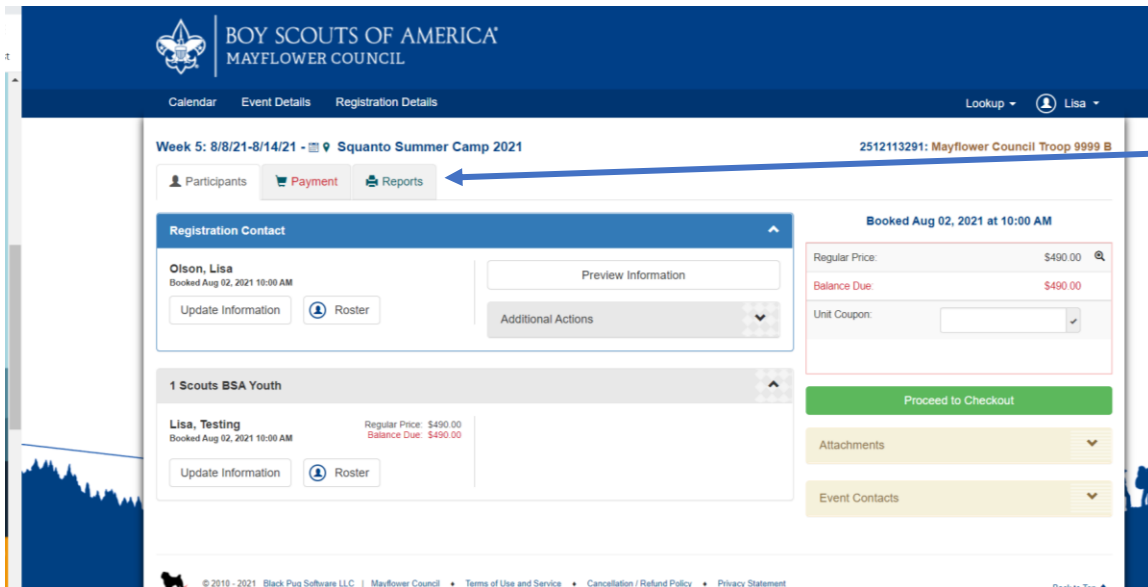 t
BOY SCOUTS OF AMERICA®
MAYFLOWER COUNCIL
Calendar Event Details Registration Details Lookup Lisa
Week 5: 8/8/21-8/14/21 - Squanto Summer Camp 2021
2512113291: Mayflower Council Troop 9999 B
Participants Payment Reports
Registration Contact
Olson, Lisa
Booked Aug 02, 2021 10:00 AM
Update Information Roster
Preview Information
Additional Actions
1 Scouts BSA Youth
Lisa, Testing Regular Price: $490.00
Booked Aug 02, 2021 10:00 AM Balance Due: $490.00
Update Information Roster
Booked Aug 02, 2021 at 10:00 AM
Regular Price: $490.00
Balance Due: $490.00
Unit Coupon:
Proceed to Checkout
Attachments
Event Contacts
© 2010 - 2021 Black Pug Software LLC | Mayflower Council ♦ Terms of Use and Service ♦ Cancellation / Refund Policy ♦ Privacy Statement
Back to Top